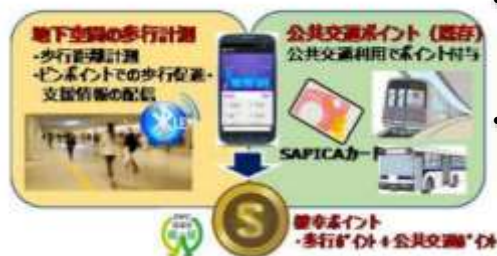 地下空間の歩行計測
・歩行距離計測
・ピンポイントでの歩行促進・
支援情報の配信
公共交通ポイント(既存)
公共交通利用でポイント付与
SAPICAカード
S
健幸ポイント
・歩行ポイント+公共交通ポイント